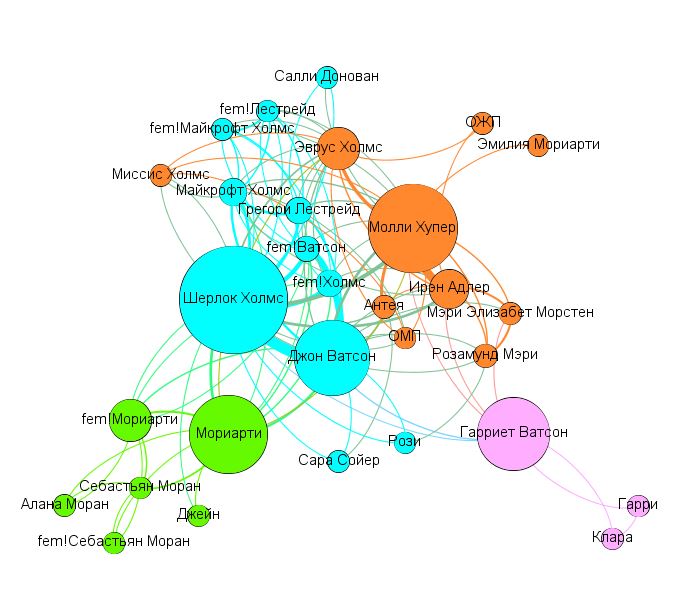 Салли Донован
fem!Лестрейд
fem!Майкрофт Холмс
ОЖП
Эврус Холмс
Эмилия Мориарти
Миссис Холмс
Майкрофт Холмс
Грегори Лестрейд
Молли Хупер
fem!Ватсон
fem!Холмс
Ирэн Адлер
Шерлок Холмс
Антея
Мэри Элизабет Морстен
ОМП
Джон Ватсон
Розамунд Мэри
fem!Мориарти
Мориарти
Гарриет Ватсон
Рози
Сара Сойер
Себастьян Моран
Алана Моран
Гарри
Джейн
Клара
fem!Себастьян Моран